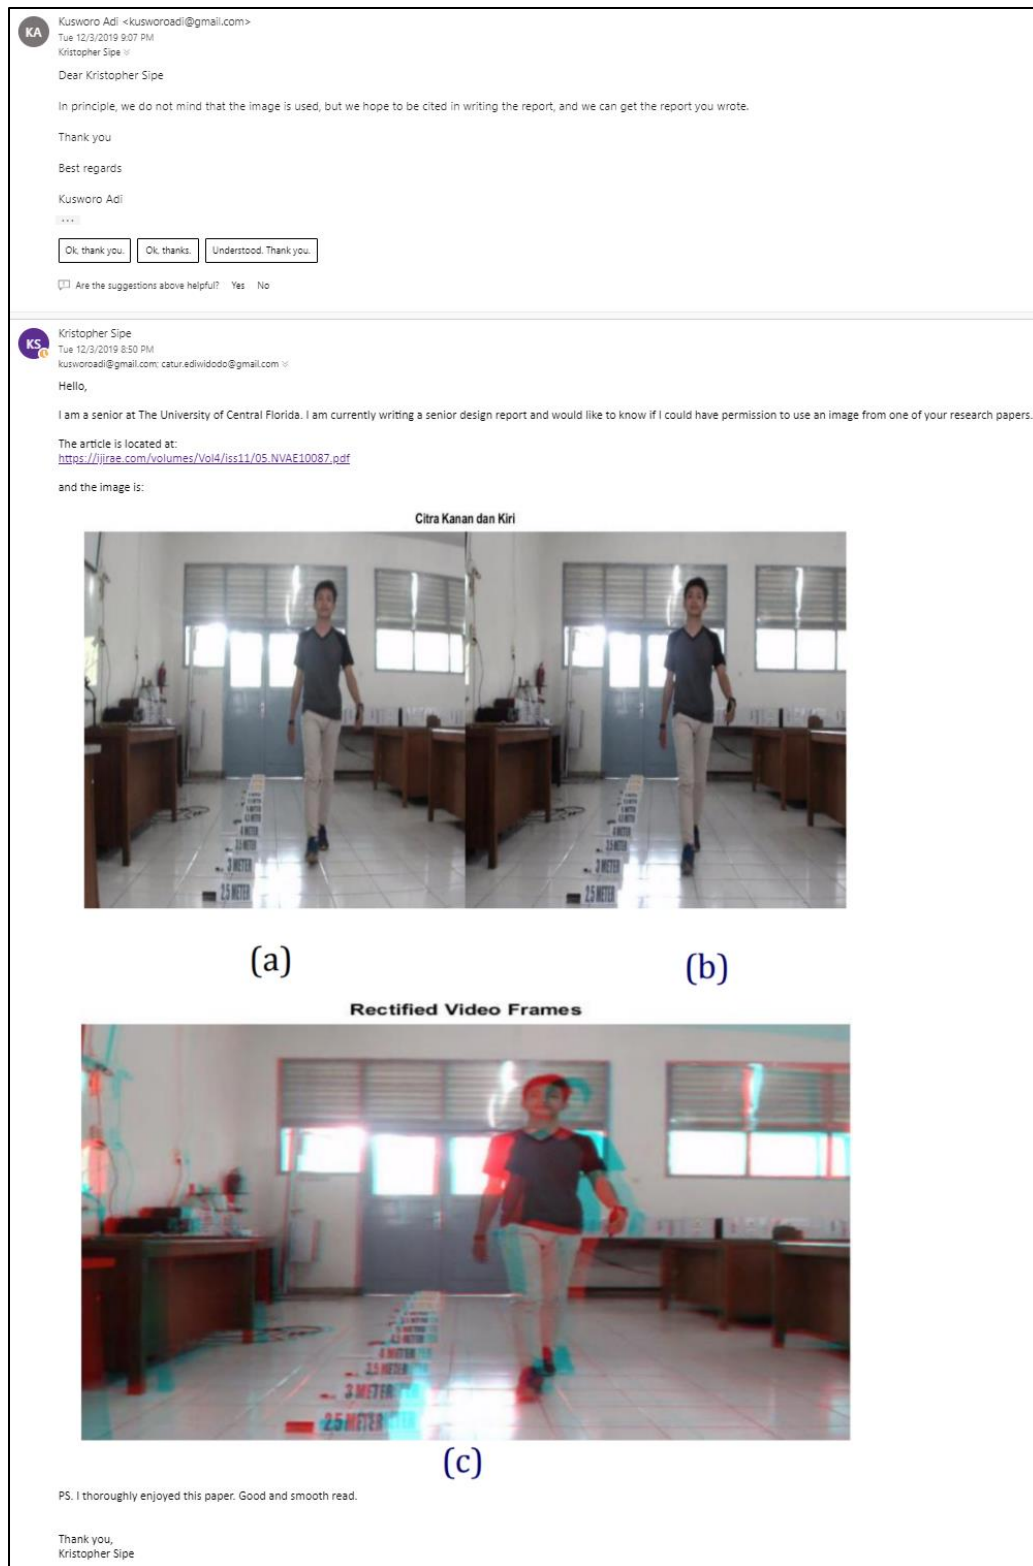 KA
Kusworo Adi <kusworoadi@gmail.com>
Tue 12/3/2019 9:07 PM
Kristopher Sipe
Dear Kristopher Sipe
In principle, we do not mind that the image is used, but we hope to be cited in writing the report, and we can get the report you wrote.
Thank you
Best regards
Kusworo Adi
...
Ok, thank you. Ok, thanks. Understood. Thank you.
Are the suggestions above helpful? Yes No
KS
Kristopher Sipe
Tue 12/3/2019 8:50 PM
kusworoadi@gmail.com; catur.ediwidodo@gmail.com
Hello,
I am a senior at The University of Central Florida. I am currently writing a senior design report and would like to know if I could have permission to use an image from one of your research papers.
The article is located at:
https://ijirae.com/volumes/Vol4/iss11/05.NVAE10087.pdf
and the image is:
Citra Kanan dan Kiri
3 METER
2.5 METER
3 METER
2.5 METER
(a)
(b)
Rectified Video Frames
4 METER
3.5 METER
3 METER
2.5 METER
(c)
PS. I thoroughly enjoyed this paper. Good and smooth read.
Thank you,
Kristopher Sipe